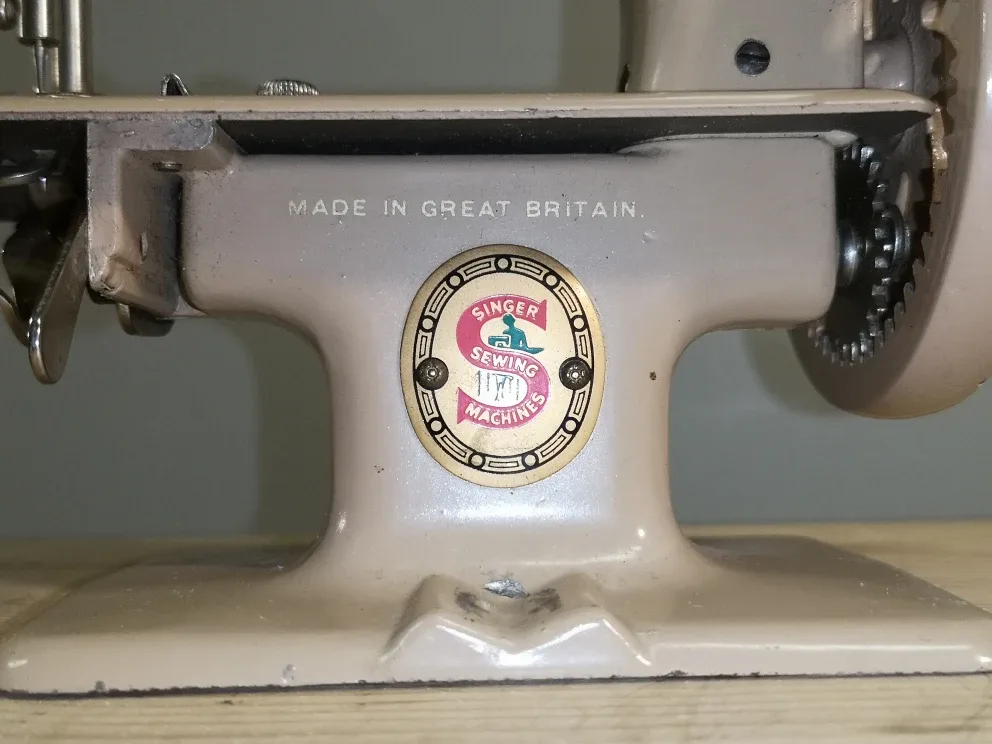 MADE IN GREAT BRITAIN.
SINGER
SEWING
MACHINES